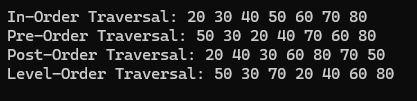 In-Order Traversal: 20 30 40 50 60 70 80
Pre-Order Traversal: 50 30 20 40 70 60 80
Post-Order Traversal: 20 40 30 60 80 70 50
Level-Order Traversal: 50 30 70 20 40 60 80